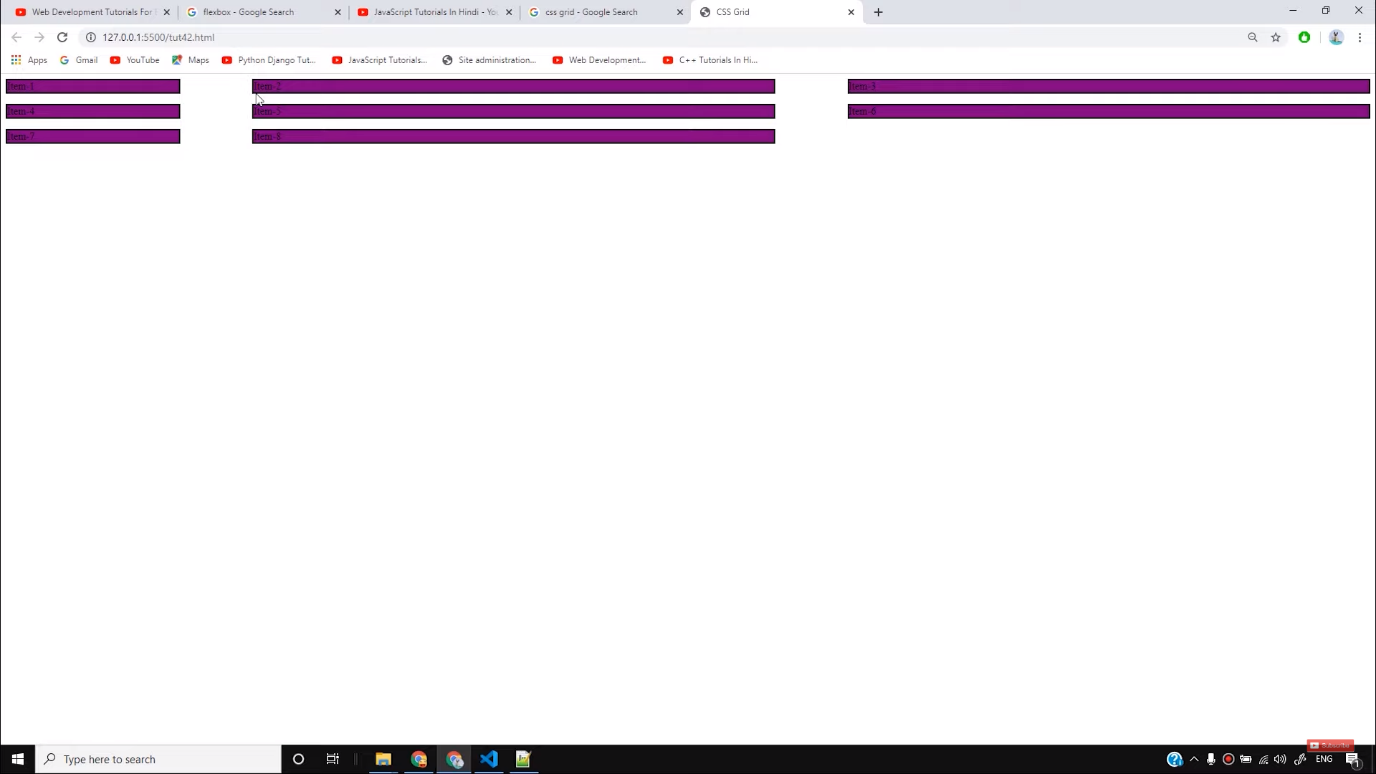 Web Development Tutorials For
flexbox - Google Search
JavaScript Tutorials In Hindi - Yo
css grid - Google Search
CSS Grid
127.0.0.1:5500/tut42.html
Apps
Gmail
YouTube
Maps
Python Django Tut...
JavaScript Tutorials...
Site administration...
Web Development...
C++ Tutorials In Hi...
Item-1
Item-2
Item-3
Item-4
Item-5
Item-6
Item-7
Item-8
Type here to search
ENG
1
Subscribe